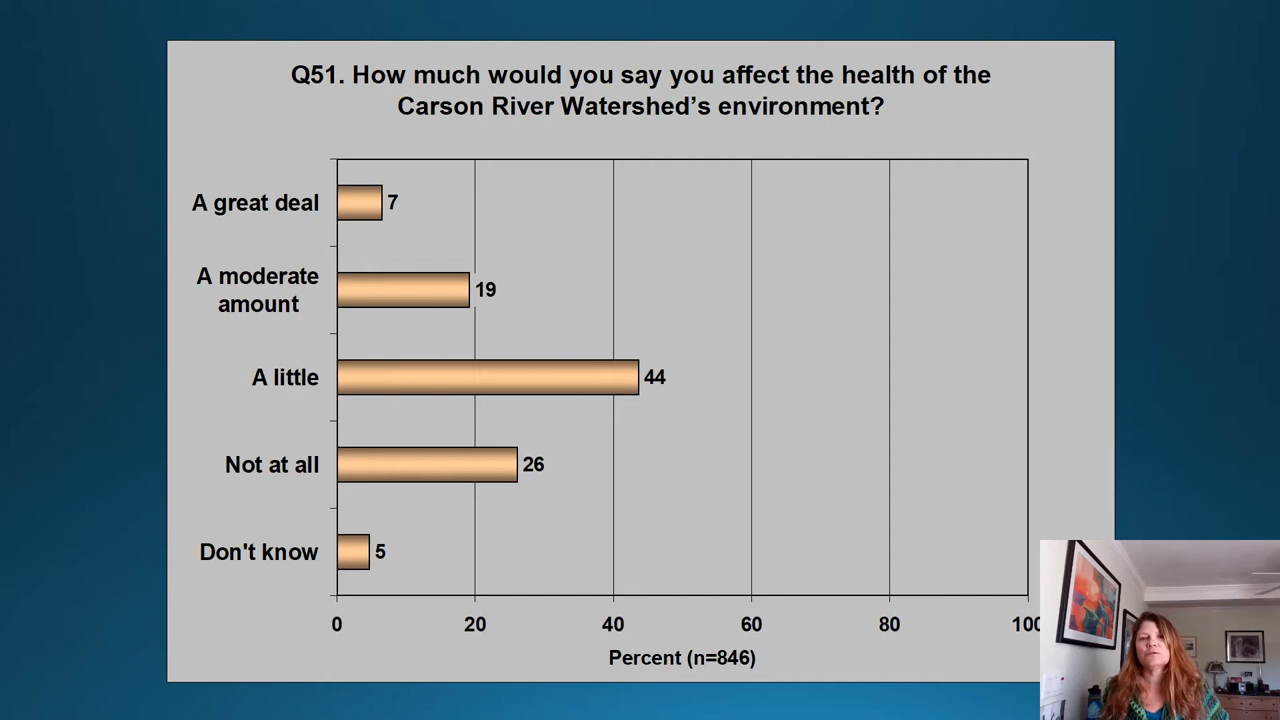 Q51. How much would you say you affect the health of the
Carson River Watershed’s environment?
A great deal
7
A moderate
amount
19
A little
44
Not at all
26
Don't know
5
0 20 40 60 80 100
Percent (n=846)